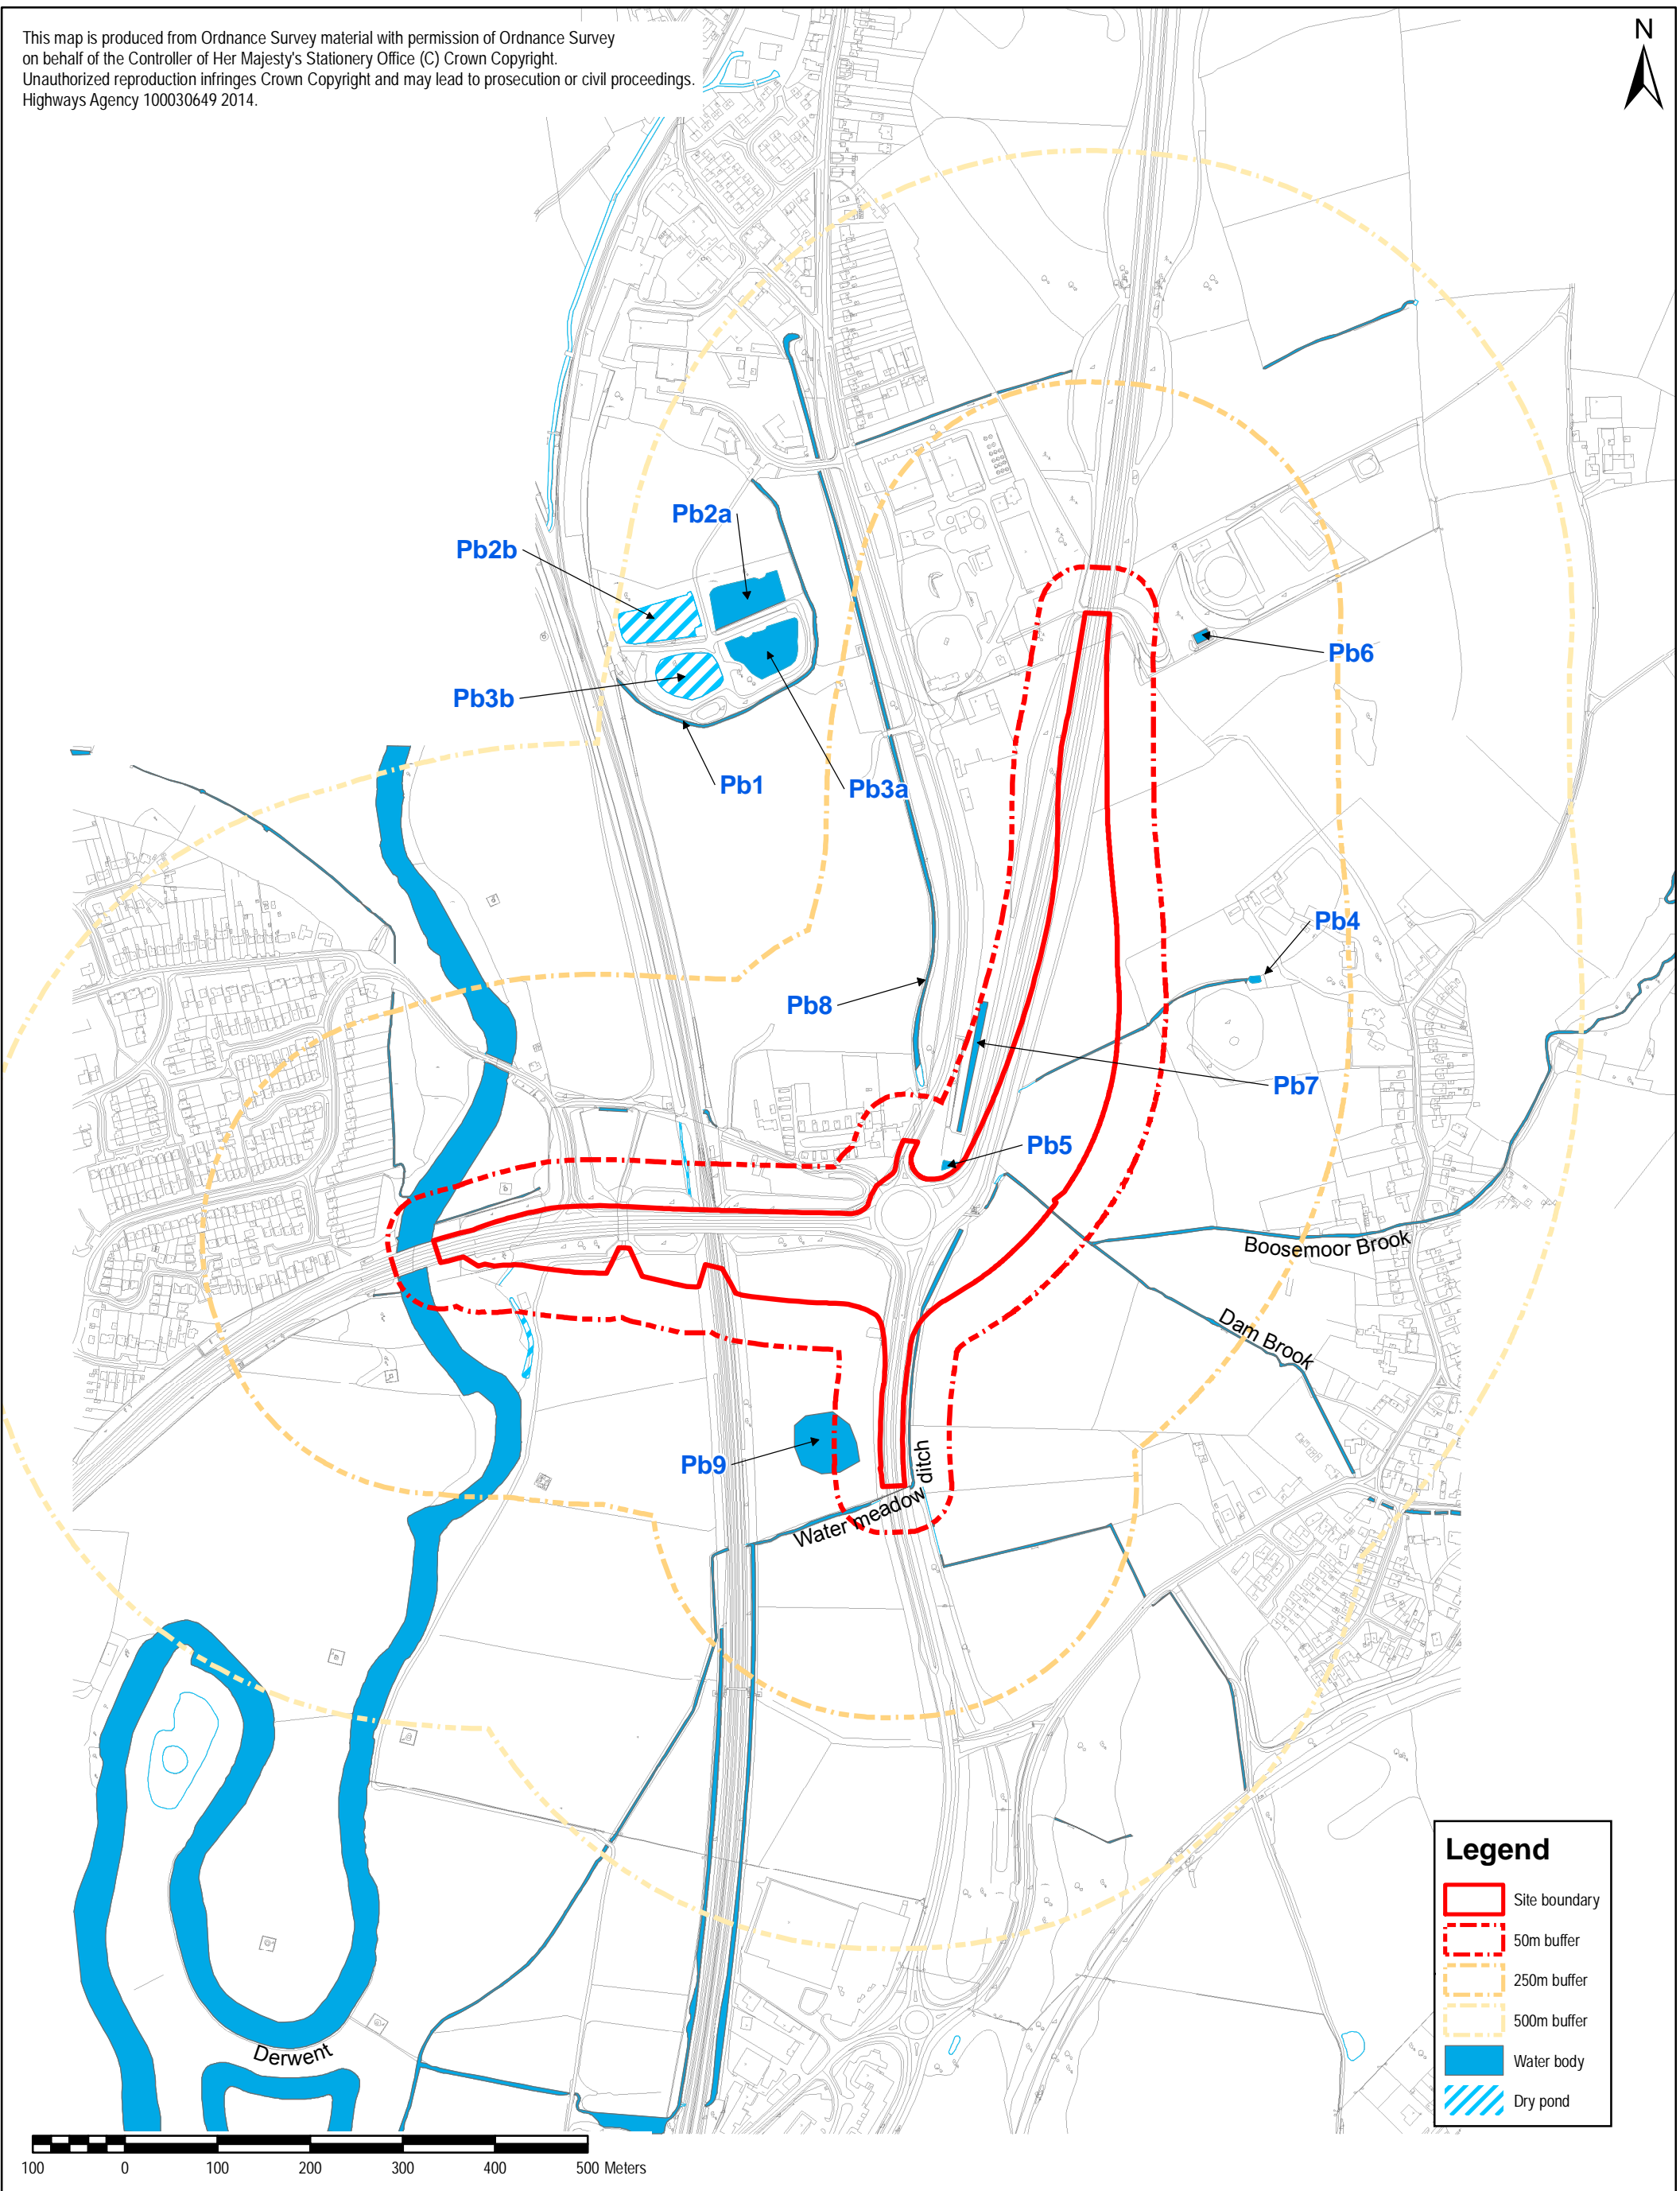 This map is produced from Ordnance Survey material with permission of Ordnance Survey
on behalf of the Controller of Her Majesty's Stationery Office (C) Crown Copyright.
Unauthorized reproduction infringes Crown Copyright and may lead to prosecution or civil proceedings.
Highways Agency 100030649 2014.
N
Pb2a
Pb2b
Pb6
Pb3b
Pb1
Pb3a
Pb4
Pb8
Pb7
Pb5
Boosemoor Brook
Dam Brook
Pb9
Water meadow ditch
Derwent
Legend
Site boundary
50m buffer
250m buffer
500m buffer
Water body
Dry pond
100 0 100 200 300 400 500 Meters